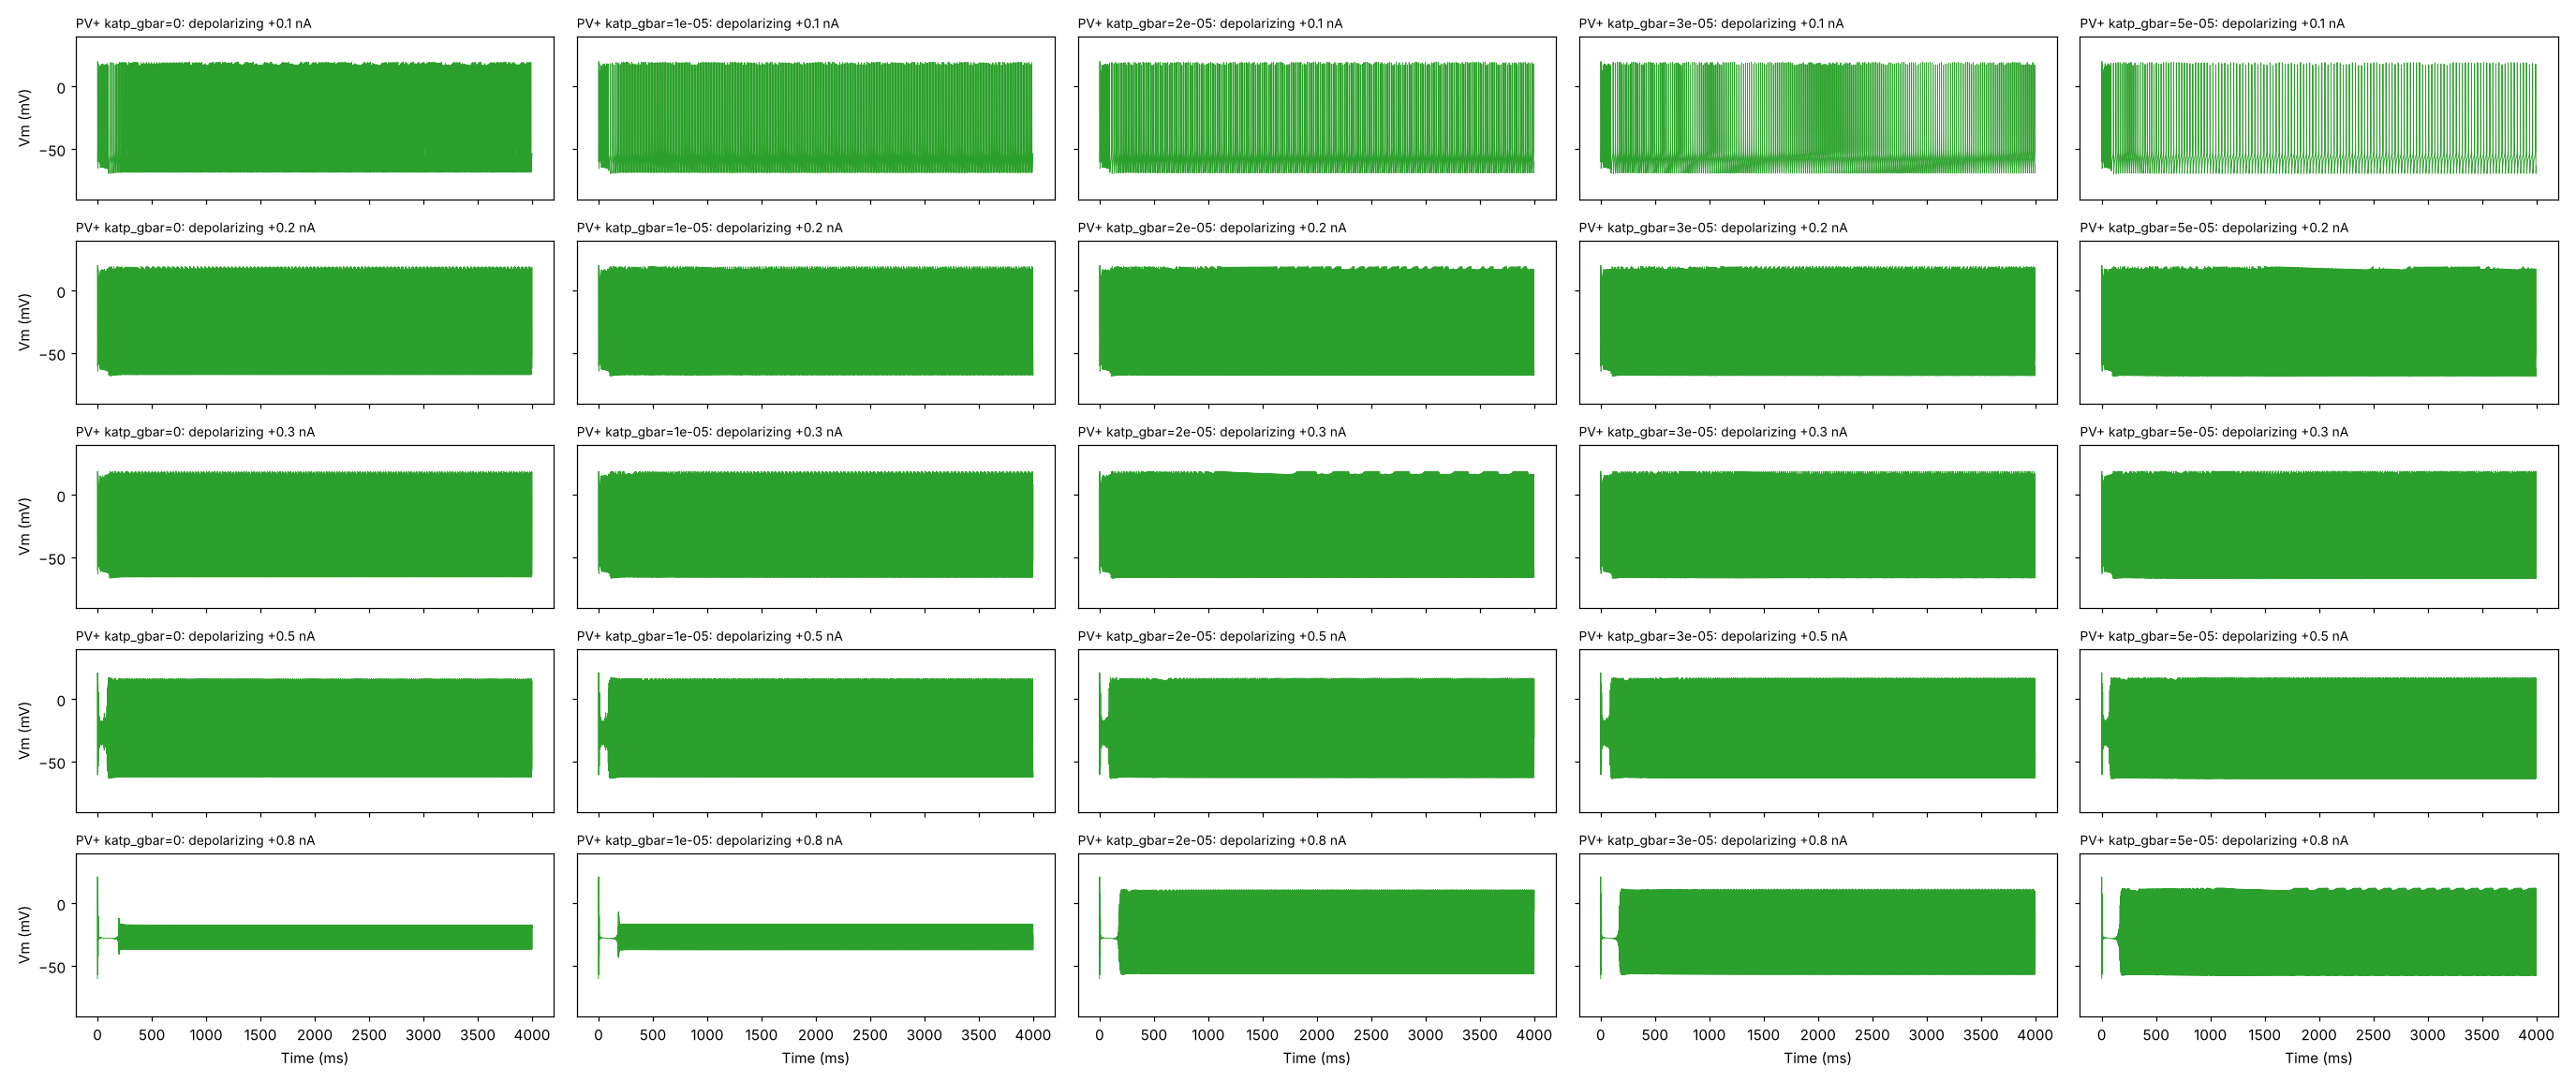 PV+ katp_gbar=0: depolarizing +0.1 nA
PV+ katp_gbar=1e-05: depolarizing +0.1 nA
PV+ katp_gbar=2e-05: depolarizing +0.1 nA
PV+ katp_gbar=3e-05: depolarizing +0.1 nA
PV+ katp_gbar=5e-05: depolarizing +0.1 nA
Vm (mV)
0
−50
PV+ katp_gbar=0: depolarizing +0.2 nA
PV+ katp_gbar=1e-05: depolarizing +0.2 nA
PV+ katp_gbar=2e-05: depolarizing +0.2 nA
PV+ katp_gbar=3e-05: depolarizing +0.2 nA
PV+ katp_gbar=5e-05: depolarizing +0.2 nA
Vm (mV)
0
−50
PV+ katp_gbar=0: depolarizing +0.3 nA
PV+ katp_gbar=1e-05: depolarizing +0.3 nA
PV+ katp_gbar=2e-05: depolarizing +0.3 nA
PV+ katp_gbar=3e-05: depolarizing +0.3 nA
PV+ katp_gbar=5e-05: depolarizing +0.3 nA
Vm (mV)
0
−50
PV+ katp_gbar=0: depolarizing +0.5 nA
PV+ katp_gbar=1e-05: depolarizing +0.5 nA
PV+ katp_gbar=2e-05: depolarizing +0.5 nA
PV+ katp_gbar=3e-05: depolarizing +0.5 nA
PV+ katp_gbar=5e-05: depolarizing +0.5 nA
Vm (mV)
0
−50
PV+ katp_gbar=0: depolarizing +0.8 nA
PV+ katp_gbar=1e-05: depolarizing +0.8 nA
PV+ katp_gbar=2e-05: depolarizing +0.8 nA
PV+ katp_gbar=3e-05: depolarizing +0.8 nA
PV+ katp_gbar=5e-05: depolarizing +0.8 nA
Vm (mV)
0
−50
0 500 1000 1500 2000 2500 3000 3500 4000
0 500 1000 1500 2000 2500 3000 3500 4000
0 500 1000 1500 2000 2500 3000 3500 4000
0 500 1000 1500 2000 2500 3000 3500 4000
0 500 1000 1500 2000 2500 3000 3500 4000
Time (ms)
Time (ms)
Time (ms)
Time (ms)
Time (ms)